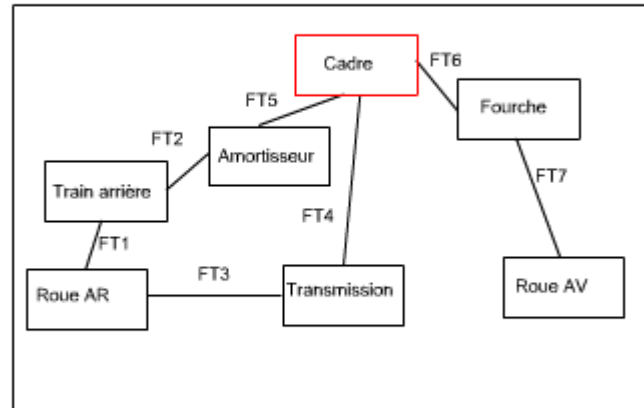 Cadre
FT6
Fourche
FT5
FT2
Amortisseur
Train arrière
FT7
FT4
FT1
FT3
Roue AR
Transmission
Roue AV